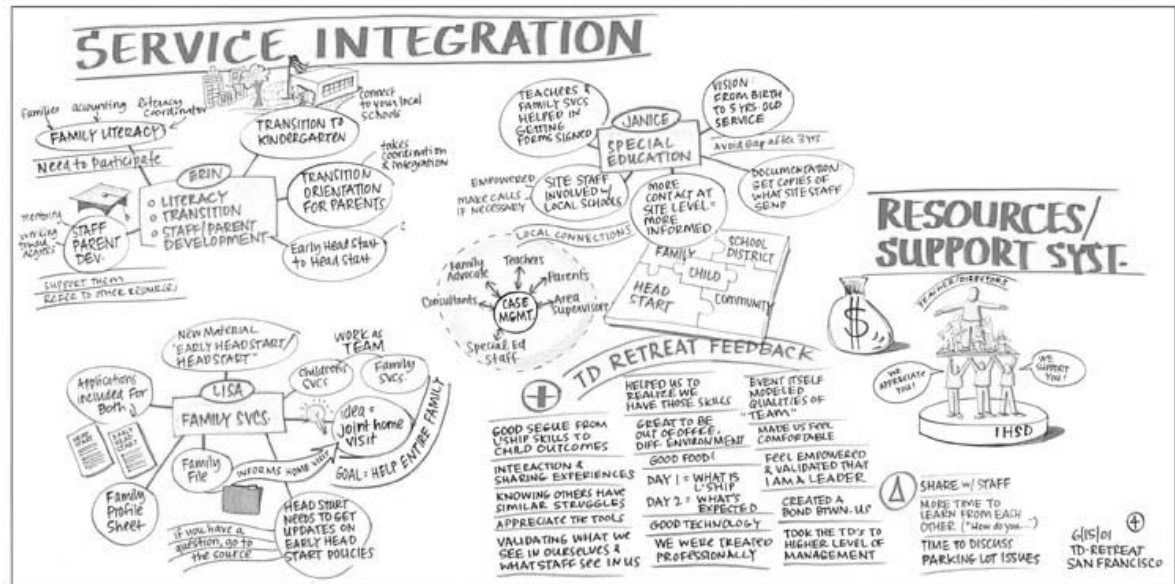 SERVICE INTEGRATION
Families
acounting
literacy
coordinator
FAMILY LITERACY
Need to Participate
TRANSITION TO
KINDERGARTEN
connect
to your local
schools
takes
coordination
& integration
TRANSITION
ORIENTATION
FOR PARENTS
Early Head Start
to Head Start
ERIN
LITERACY
TRANSITION
STAFF/PARENT
DEVELOPMENT
mentoring
working
toward
degrees
STAFF
PARENT
DEV.
SUPPORT THEM
REFER TO OTHER RESOURCES
TEACHERS &
FAMILY SVCS
HELPED IN
GETTING
FORMS SIGNED
JANICE
SPECIAL
EDUCATION
VISION:
FROM BIRTH
TO 5 YRS. OLD
SERVICE
Avoid Gap after 3 yrs.
DOCUMENTATION
GET COPIES OF
WHAT SITE STAFF
SEND
EMPOWERED
MAKE CALLS
IF NECESSARY
SITE STAFF
INVOLVED W/
LOCAL SCHOOLS
LOCAL CONNECTIONS
MORE
CONTACT AT
SITE LEVEL =
MORE
INFORMED
FAMILY
SCHOOL
DISTRICT
CHILD
HEAD
START
COMMUNITY
Family
Advocate
Teachers
Parents
Consultants
CASE
MGMT.
Area
Supervisors
Special Ed
Staff
RESOURCES/
SUPPORT SYST.
$
TEACHER/DIRECTORS
WE
APPRECIATE
YOU!
WE
SUPPORT
YOU!
IHSD
New Material
"EARLY HEAD START/
HEAD START"
LISA
FAMILY SVCS.
WORK AS
TEAM
Children's
SVCS
Family
SVCS.
idea =
joint home
visit
GOAL = HELP ENTIRE FAMILY
Applications
included For
Both
HEAD
START
EARLY
HEAD
START
Family
File
INFORMS HOME VISIT
Family
Profile
Sheet
if you have a
question, go to
the source
HEAD START
NEEDS TO GET
UPDATES ON
EARLY HEAD
START POLICIES
TD RETREAT FEEDBACK
+
GOOD SEGUE FROM
L'SHIP SKILLS TO
CHILD OUTCOMES
INTERACTION &
SHARING EXPERIENCES
KNOWING OTHERS HAVE
SIMILAR STRUGGLES
APPRECIATE THE TOOLS
VALIDATING WHAT WE
SEE IN OURSELVES &
WHAT STAFF SEE IN US
HELPED US TO
REALIZE WE
HAVE THOSE SKILLS
GREAT TO BE
OUT OF OFFICE,
DIFF. ENVIRONMENT
GOOD FOOD!
DAY 1 = WHAT IS
L'SHIP
DAY 2 = WHAT'S
EXPECTED
GOOD TECHNOLOGY
WE WERE TREATED
PROFESSIONALLY
EVENT ITSELF
MODELED
QUALITIES OF
"TEAM"
MADE US FEEL
COMFORTABLE
FEEL EMPOWERED
& VALIDATED THAT
I AM A LEADER
CREATED A
BOND BTWN. US
TOOK THE TD'S TO
HIGHER LEVEL OF
MANAGEMENT
Δ
SHARE W/ STAFF
MORE TIME TO
LEARN FROM EACH
OTHER ("How do you...")
TIME TO DISCUSS
PARKING LOT ISSUES
6/15/01
TD-RETREAT
SAN FRANCISCO
4